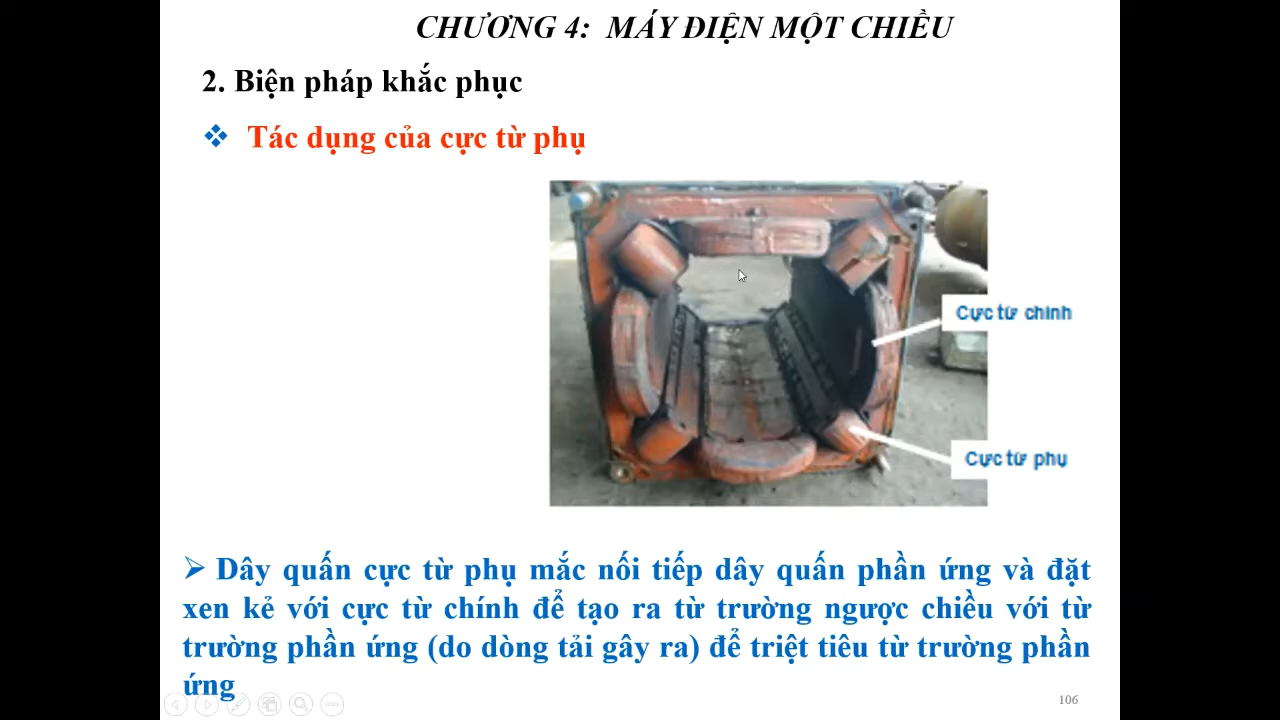 CHƯƠNG 4: MÁY ĐIỆN MỘT CHIỀU
2. Biện pháp khắc phục
❖ Tác dụng của cực từ phụ
Cực từ chinh
Cực từ phụ
➢ Dây quấn cực từ phụ mắc nối tiếp dây quấn phần ứng và đặt
xen kẻ với cực từ chính để tạo ra từ trường ngược chiều với từ
trường phần ứng (do dòng tải gây ra) để triệt tiêu từ trường phần
ứng
106